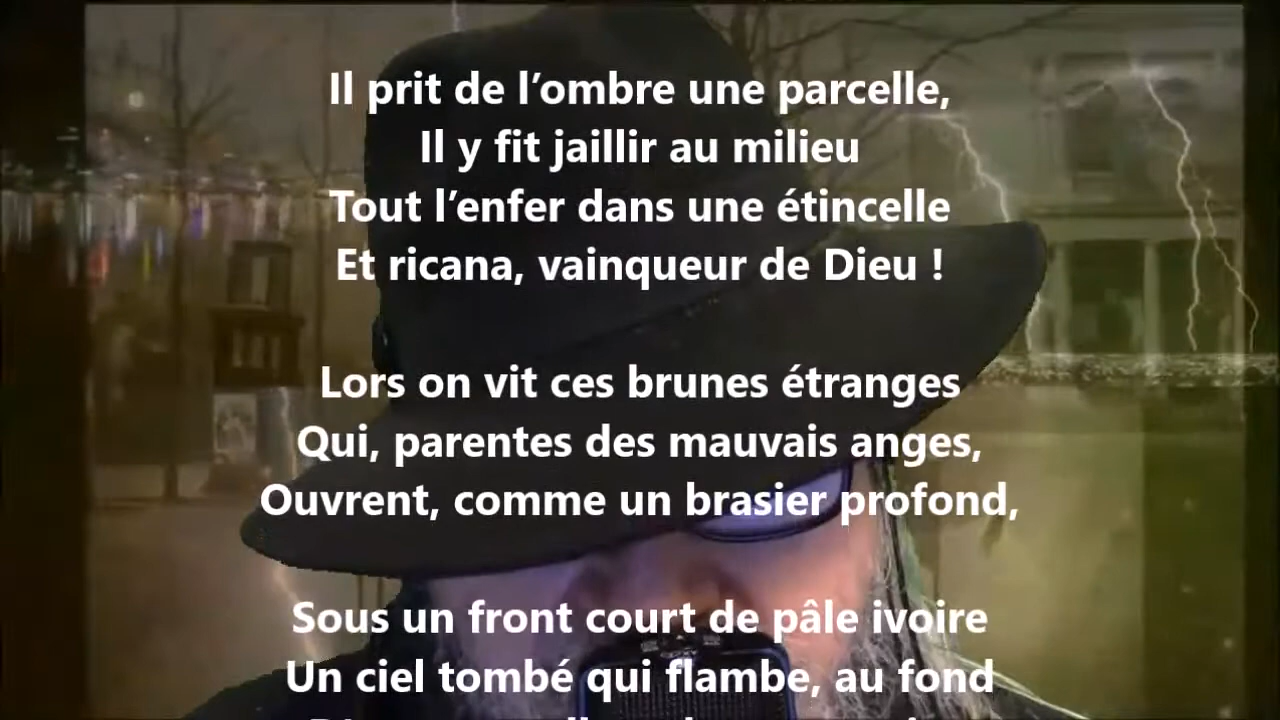 Il prit de l’ombre une parcelle,
Il y fit jaillir au milieu
Tout l’enfer dans une étincelle
Et ricana, vainqueur de Dieu !
Lors on vit ces brunes étranges
Qui, parentes des mauvais anges,
Ouvrent, comme un brasier profond,
Sous un front court de pâle ivoire
Un ciel tombé qui flambe, au fond